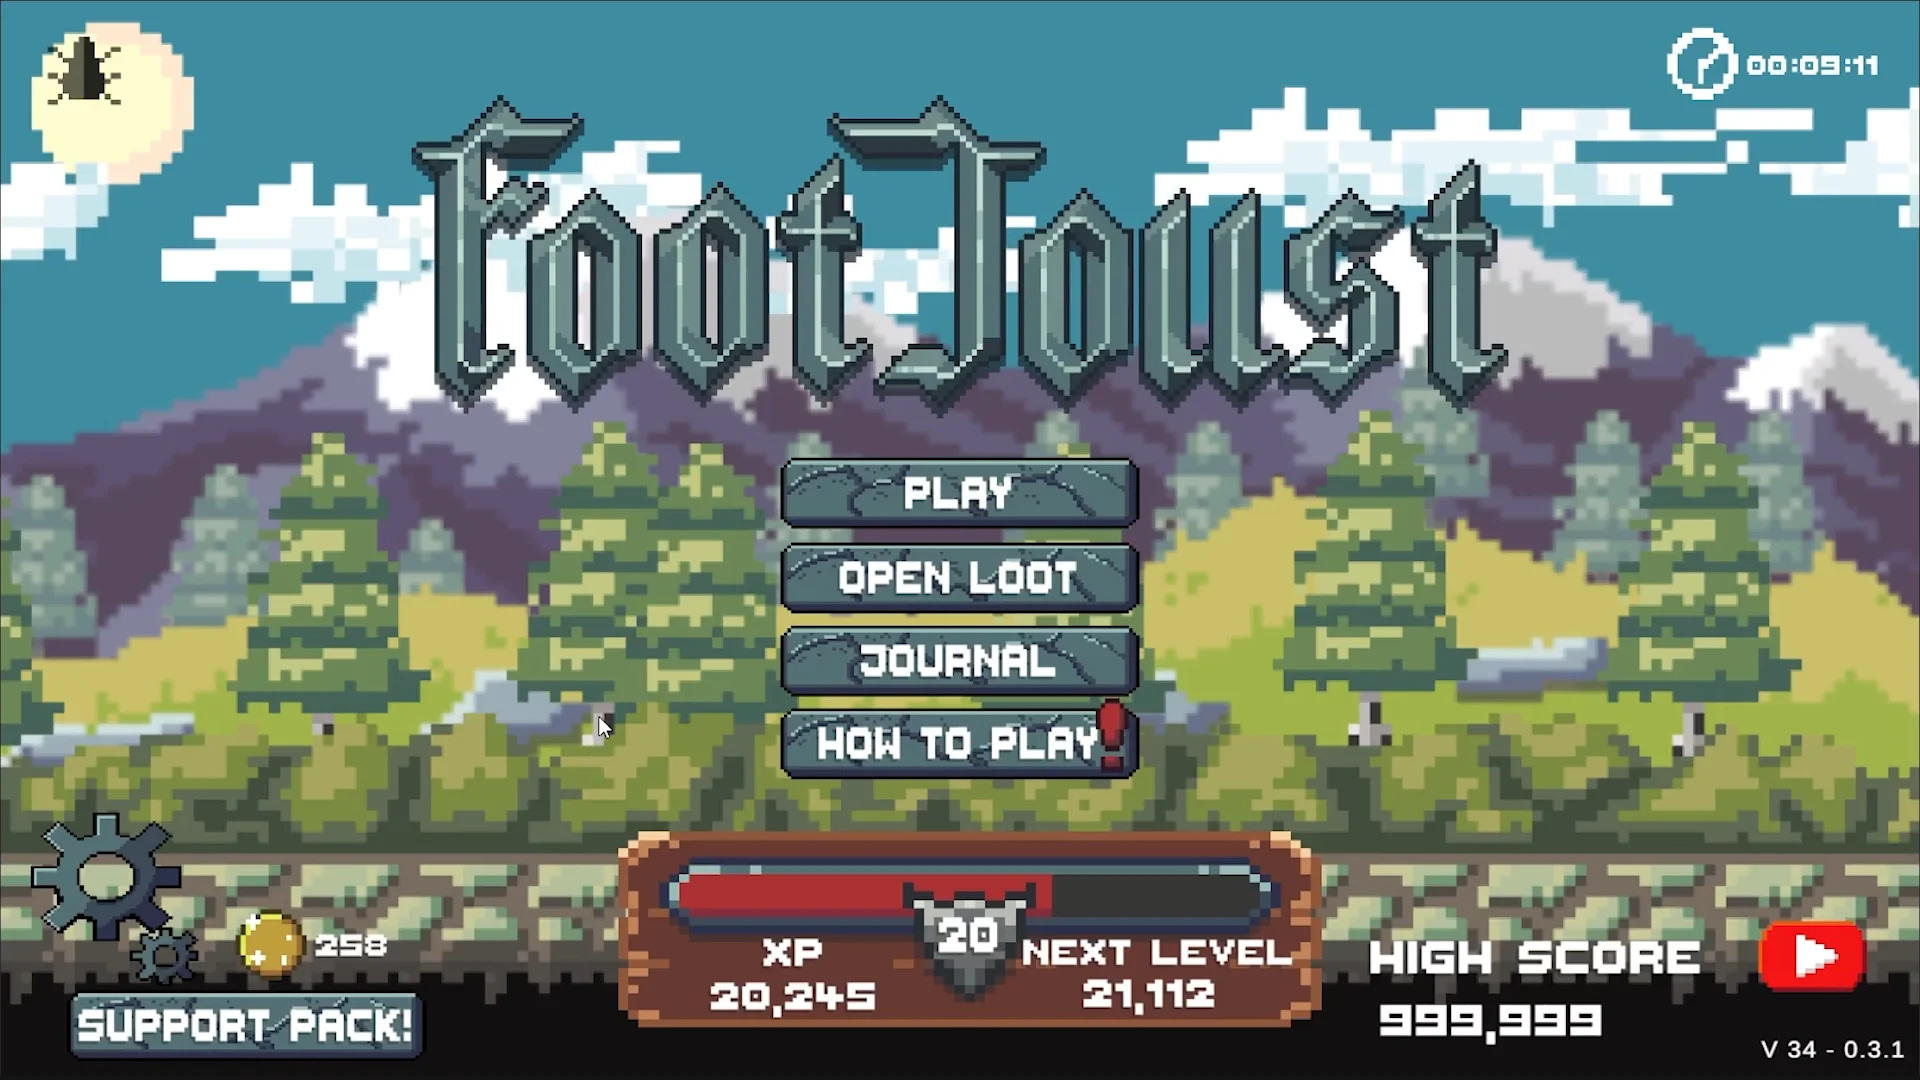 00:09:11
FootJoust
PLAY
OPEN LOOT
JOURNAL
HOW TO PLAY!
258
SUPPORT PACK!
20
XP
20,245
NEXT LEVEL
21,112
HIGH SCORE
999,999
V 34 - 0.3.1